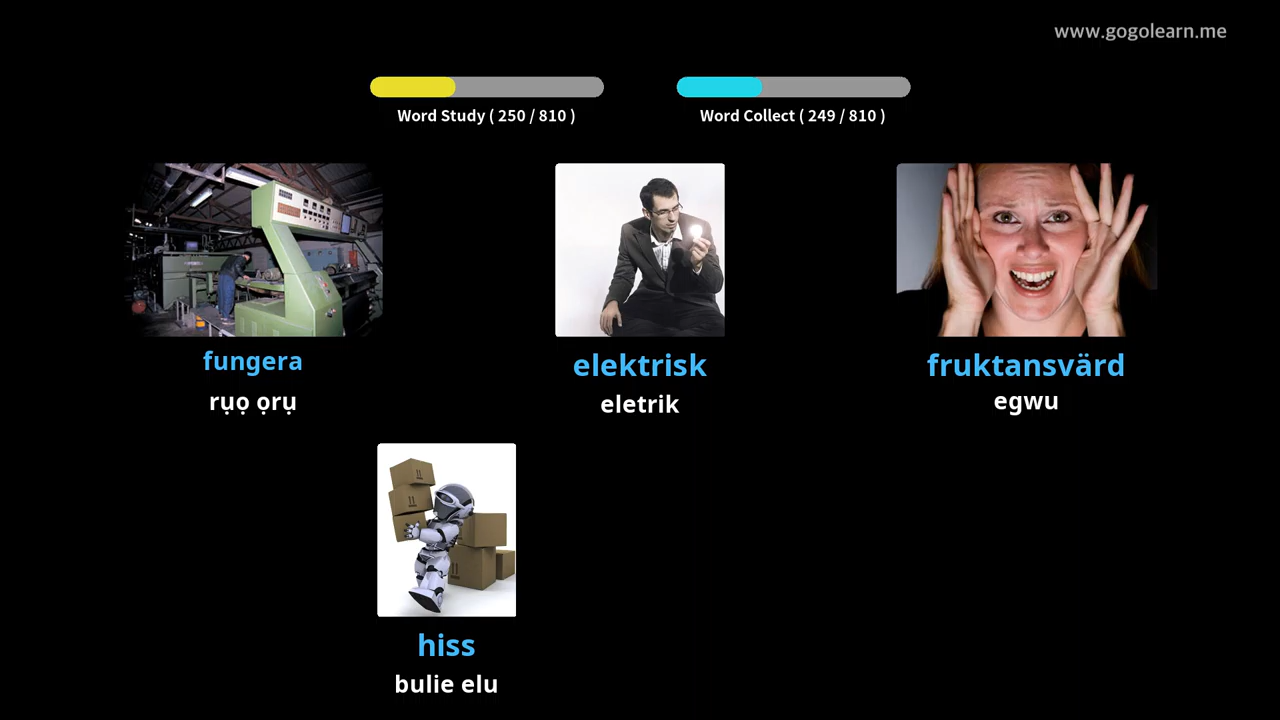 www.gogolearn.me
Word Study ( 250 / 810 )
Word Collect ( 249 / 810 )
fungera
rụọ ọrụ
elektrisk
eletrik
fruktansvärd
egwu
hiss
bulie elu